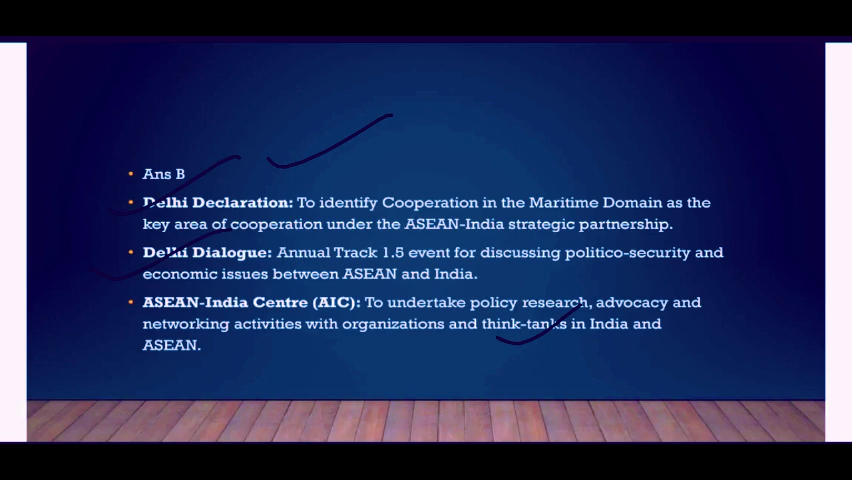 Ans B
Delhi Declaration: To identify Cooperation in the Maritime Domain as the
key area of cooperation under the ASEAN-India strategic partnership.
Delhi Dialogue: Annual Track 1.5 event for discussing politico-security and
economic issues between ASEAN and India.
ASEAN-India Centre (AIC): To undertake policy research, advocacy and
networking activities with organizations and think-tanks in India and
ASEAN.